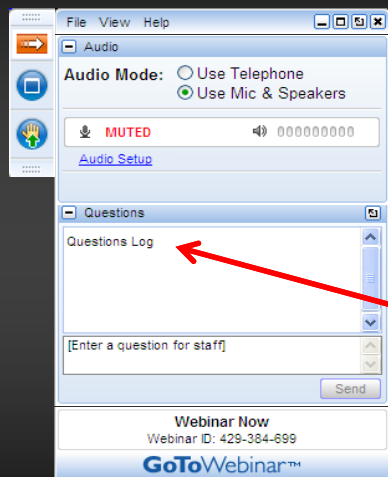 File View Help
Audio
Audio Mode: Use Telephone
Use Mic & Speakers
MUTED 000000000
Audio Setup
Questions
Questions Log
[Enter a question for staff]
Send
Webinar Now
Webinar ID: 429-384-699
GoToWebinar™